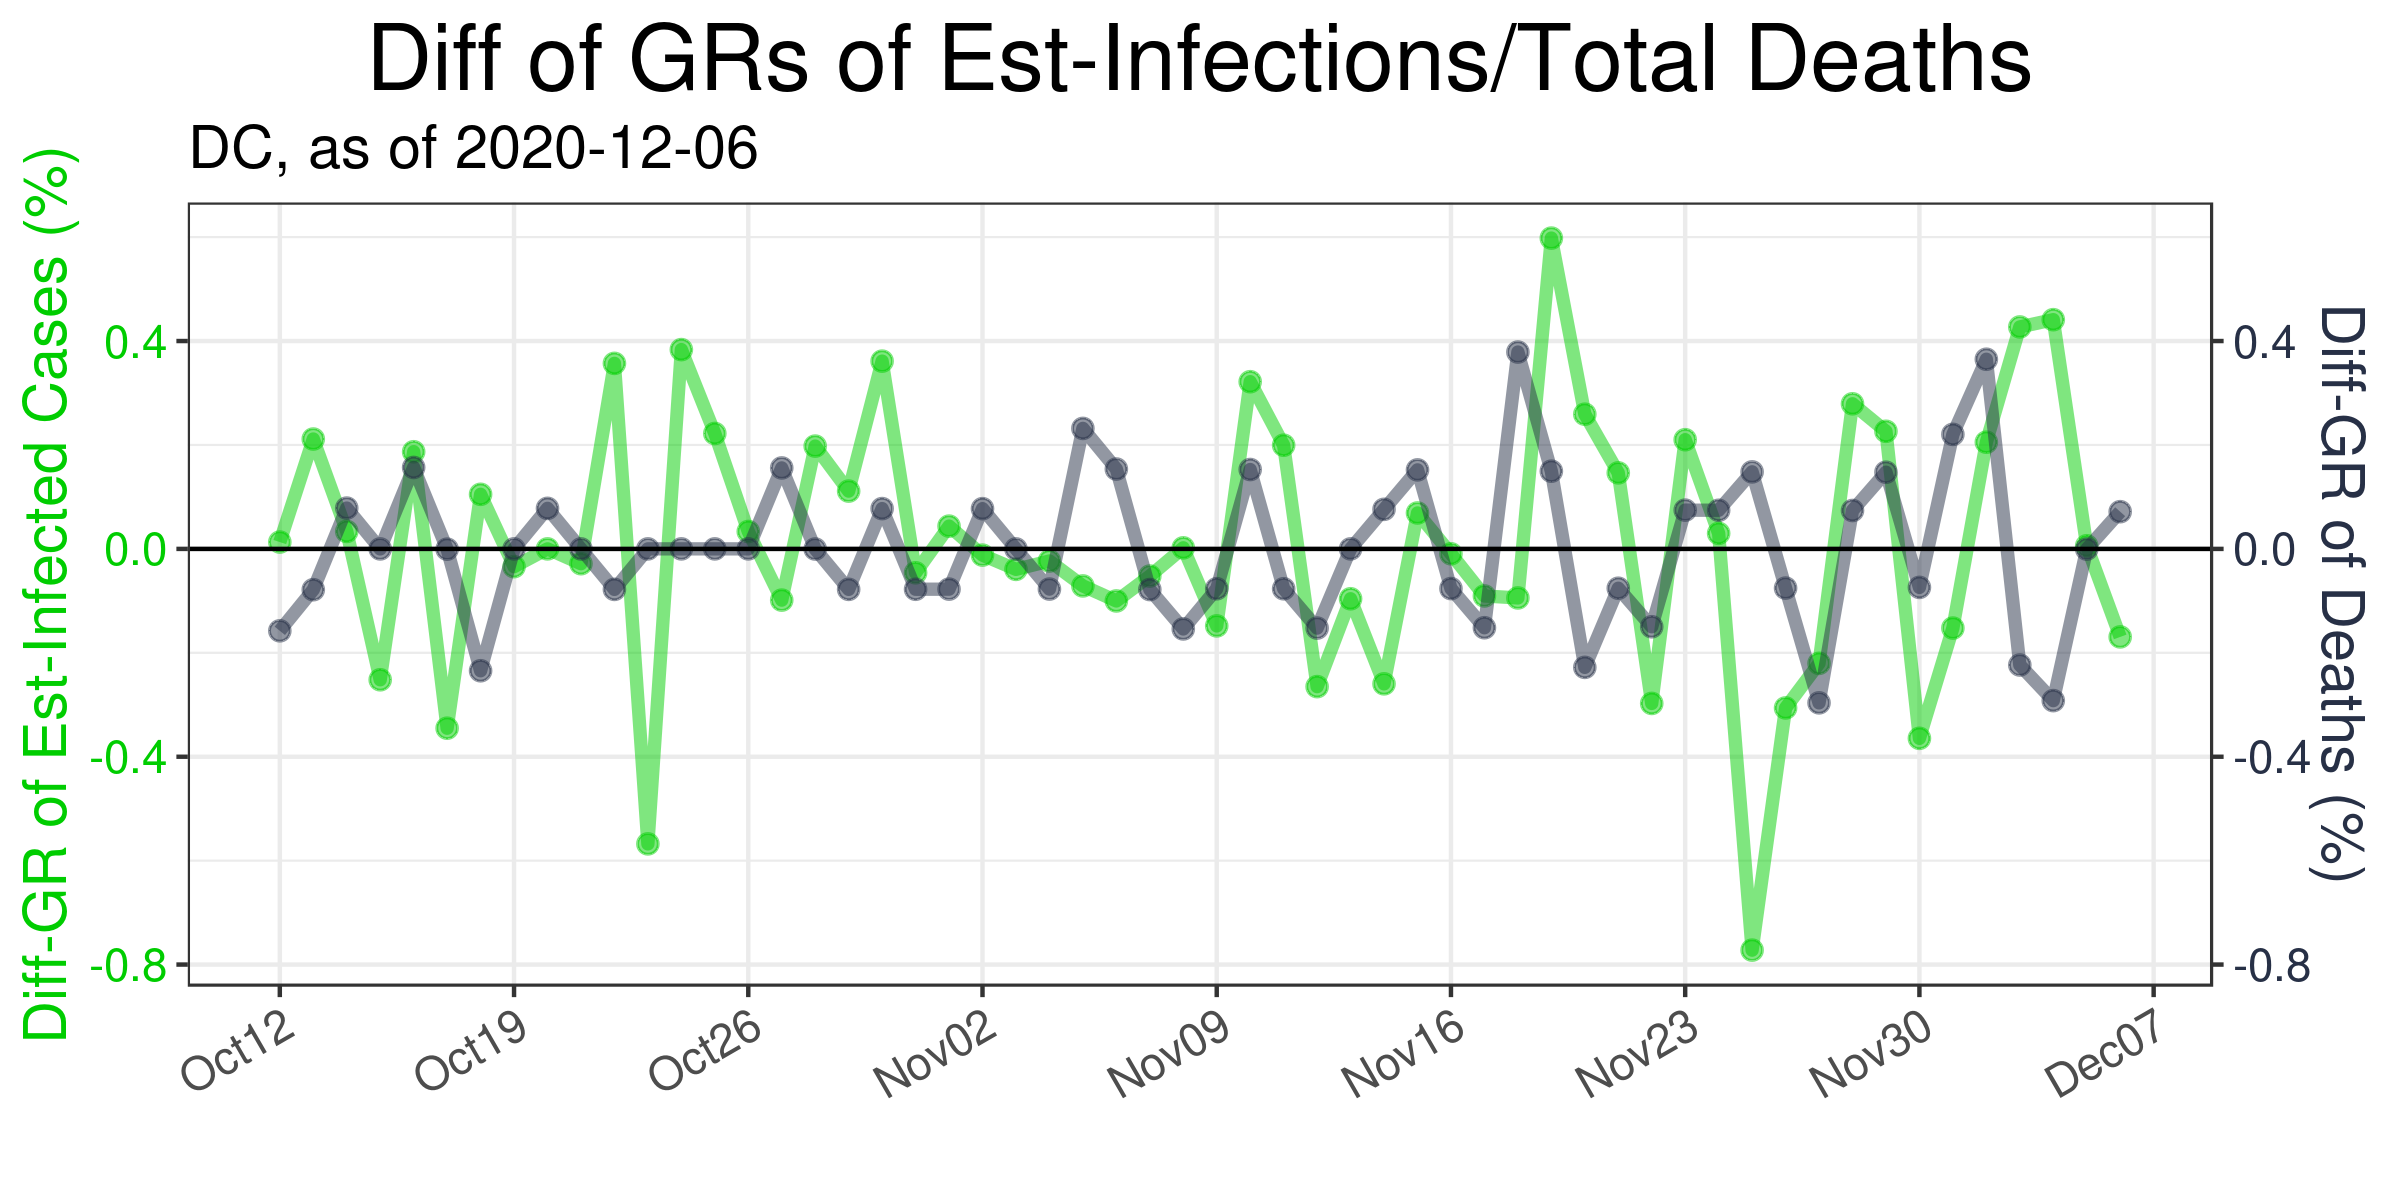 Diff of GRs of Est-Infections/Total Deaths
DC, as of 2020-12-06
Diff-GR of Est-Infected Cases (%)
0.4
0.0
-0.4
-0.8
0.4
0.0
-0.4
-0.8
Diff-GR of Deaths (%)
Oct12
Oct19
Oct26
Nov02
Nov09
Nov16
Nov23
Nov30
Dec07